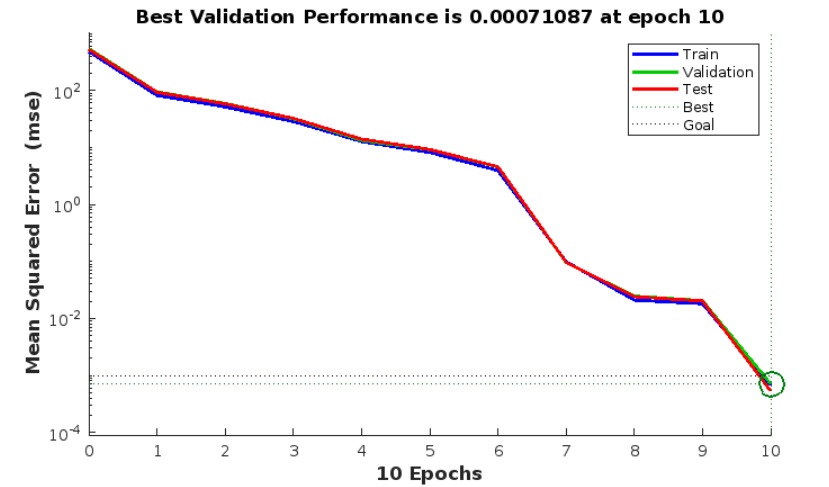 Best Validation Performance is 0.00071087 at epoch 10
Mean Squared Error (mse)
10^2
10^0
10^-2
10^-4
Train
Validation
Test
Best
Goal
0 1 2 3 4 5 6 7 8 9 10
10 Epochs